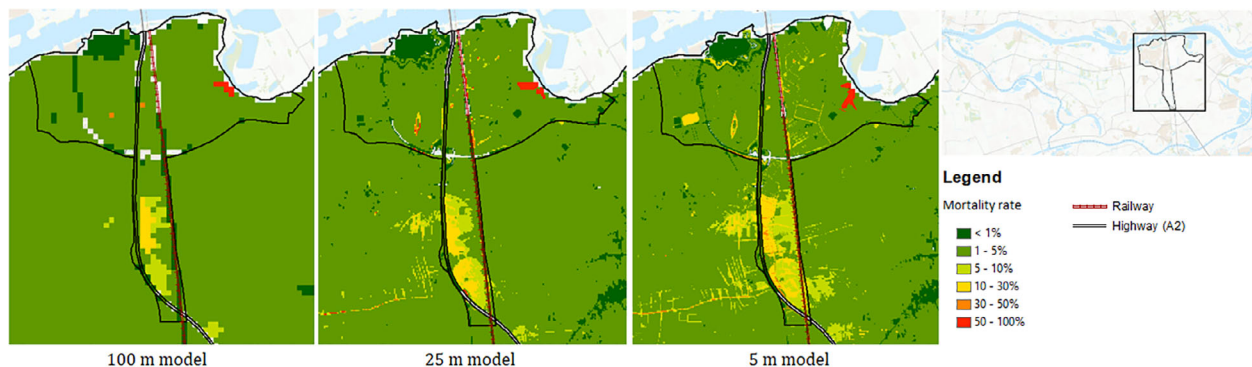 Legend
Mortality rate
< 1%
1 - 5%
5 - 10%
10 - 30%
30 - 50%
50 - 100%
Railway
Highway (A2)
100 m model
25 m model
5 m model